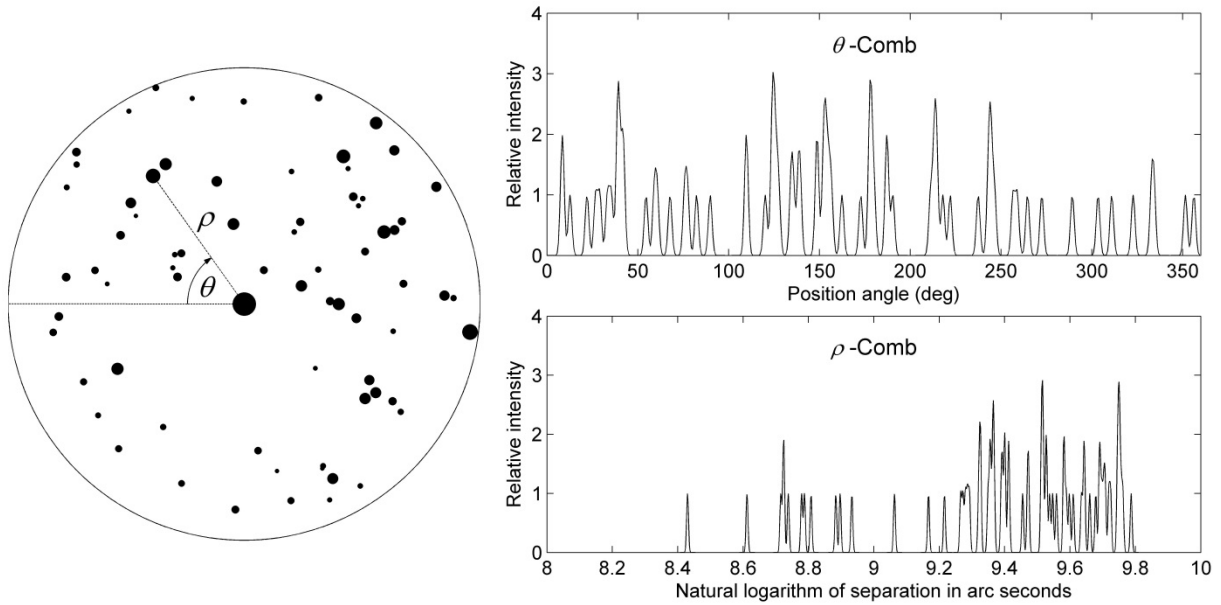 ρ
θ
4
3
2
1
0
Relative intensity
θ -Comb
0 50 100 150 200 250 300 350
Position angle (deg)
4
3
2
1
0
Relative intensity
ρ -Comb
8 8.2 8.4 8.6 8.8 9 9.2 9.4 9.6 9.8 10
Natural logarithm of separation in arc seconds